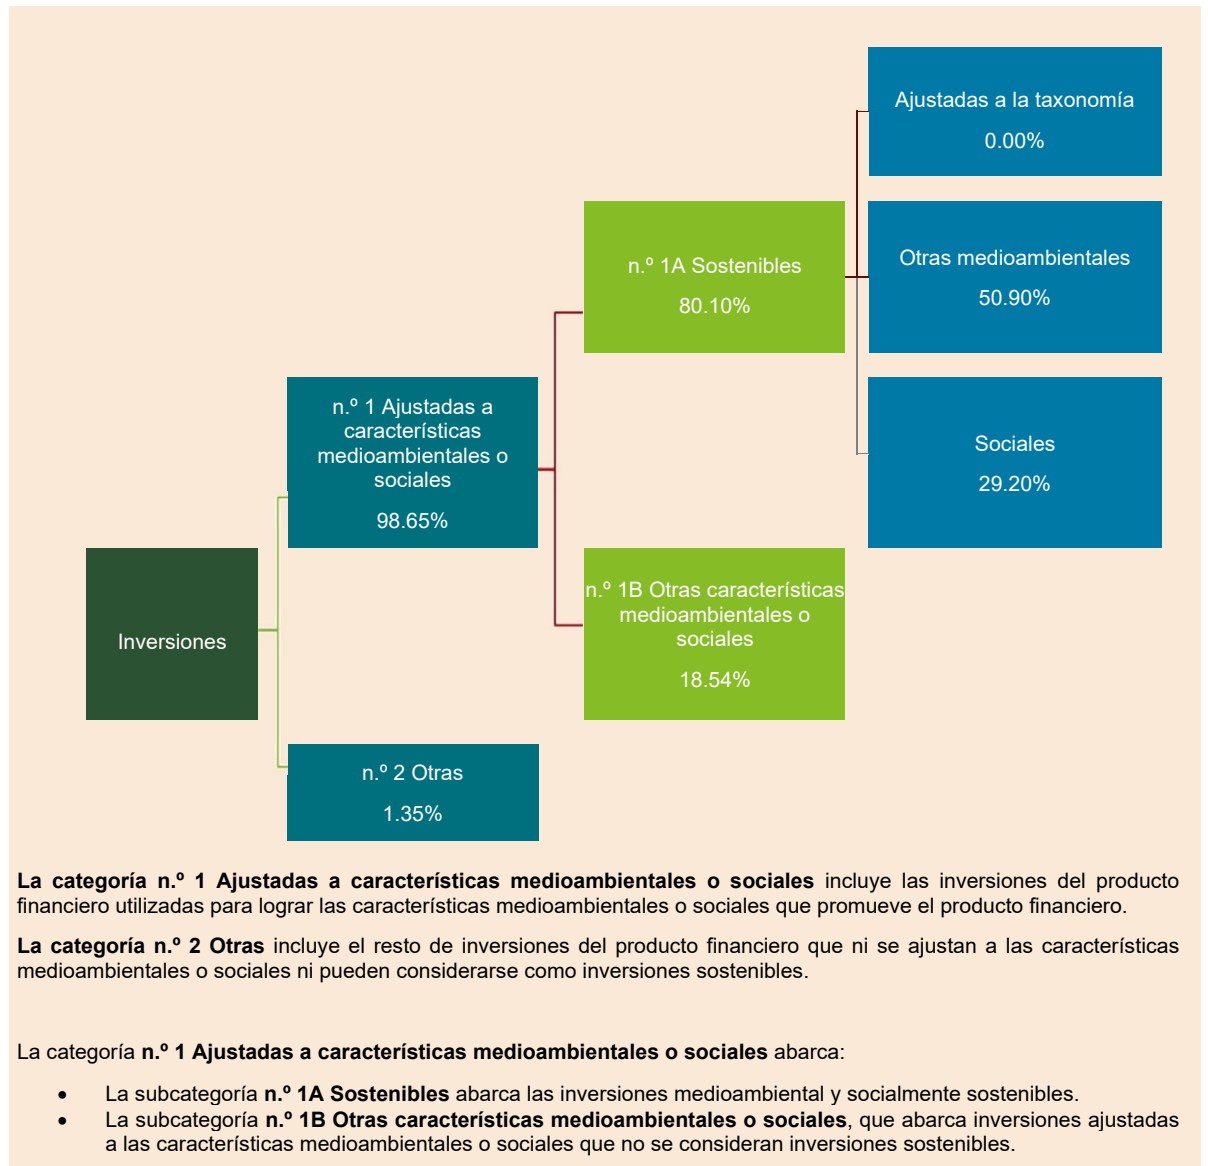 Ajustadas a la taxonomía
0.00%
n.º 1A Sostenibles
80.10%
Otras medioambientales
50.90%
n.º 1 Ajustadas a
características
medioambientales o
sociales
98.65%
Sociales
29.20%
Inversiones
n.º 1B Otras características
medioambientales o
sociales
18.54%
n.º 2 Otras
1.35%
La categoría n.º 1 Ajustadas a características medioambientales o sociales incluye las inversiones del producto
financiero utilizadas para lograr las características medioambientales o sociales que promueve el producto financiero.
La categoría n.º 2 Otras incluye el resto de inversiones del producto financiero que ni se ajustan a las características
medioambientales o sociales ni pueden considerarse como inversiones sostenibles.
La categoría n.º 1 Ajustadas a características medioambientales o sociales abarca:
• La subcategoría n.º 1A Sostenibles abarca las inversiones medioambiental y socialmente sostenibles.
• La subcategoría n.º 1B Otras características medioambientales o sociales, que abarca inversiones ajustadas
a las características medioambientales o sociales que no se consideran inversiones sostenibles.